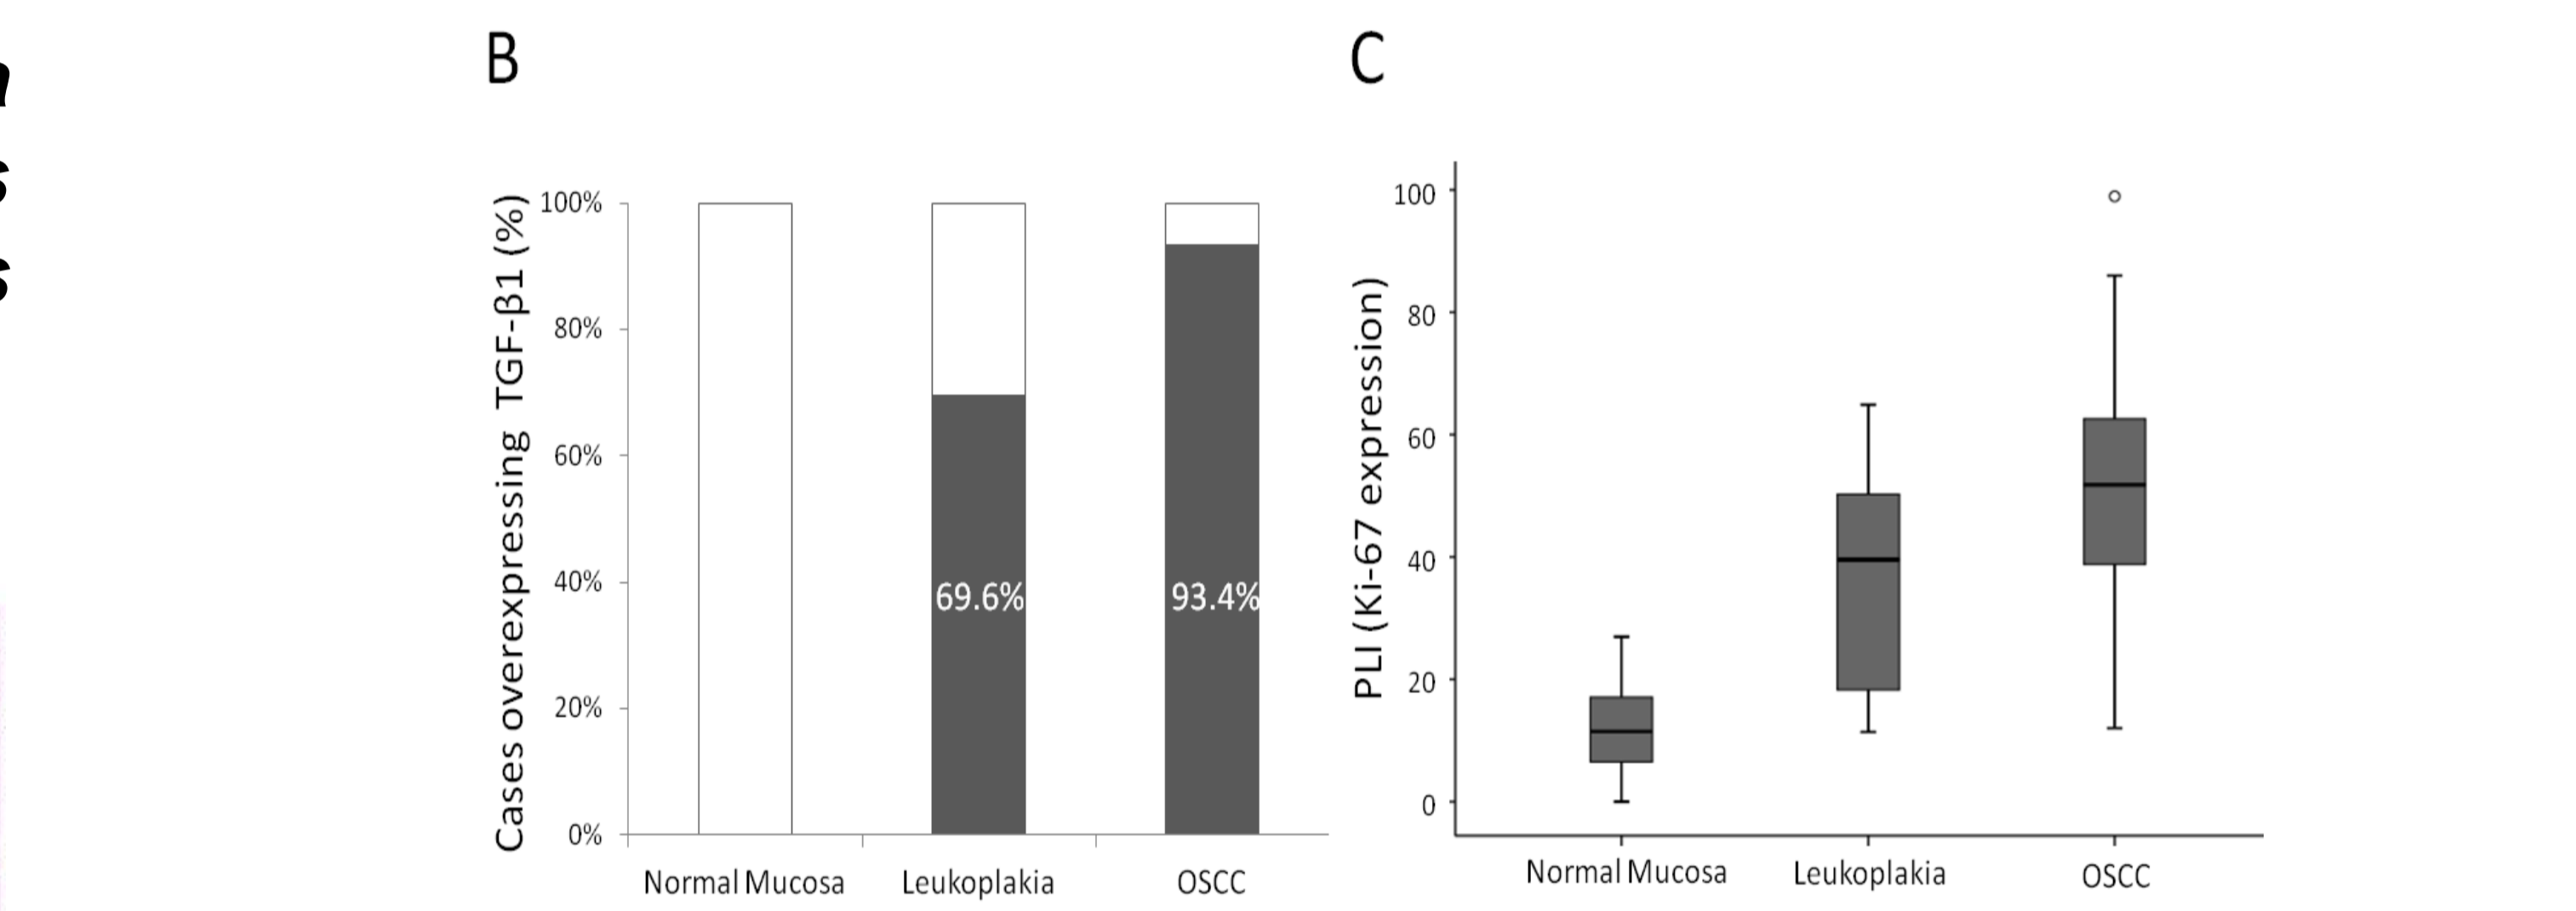 B
Cases overexpressing TGF-β1 (%)
100%
80%
60%
40%
20%
0%
69.6%
93.4%
Normal Mucosa
Leukoplakia
OSCC
C
PLI (Ki-67 expression)
100
80
60
40
20
0
Normal Mucosa
Leukoplakia
OSCC